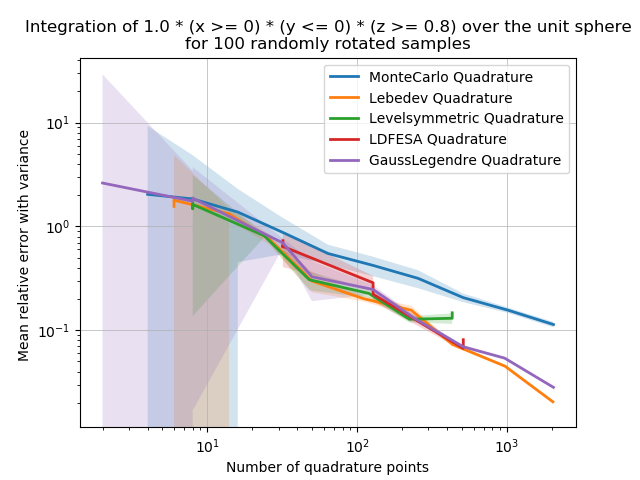 Integration of 1.0 * (x >= 0) * (y <= 0) * (z >= 0.8) over the unit sphere
for 100 randomly rotated samples
MonteCarlo Quadrature
Lebedev Quadrature
Levelsymmetric Quadrature
LDFESA Quadrature
GaussLegendre Quadrature
Mean relative error with variance
10¹
10⁰
10⁻¹
10¹ 10² 10³
Number of quadrature points